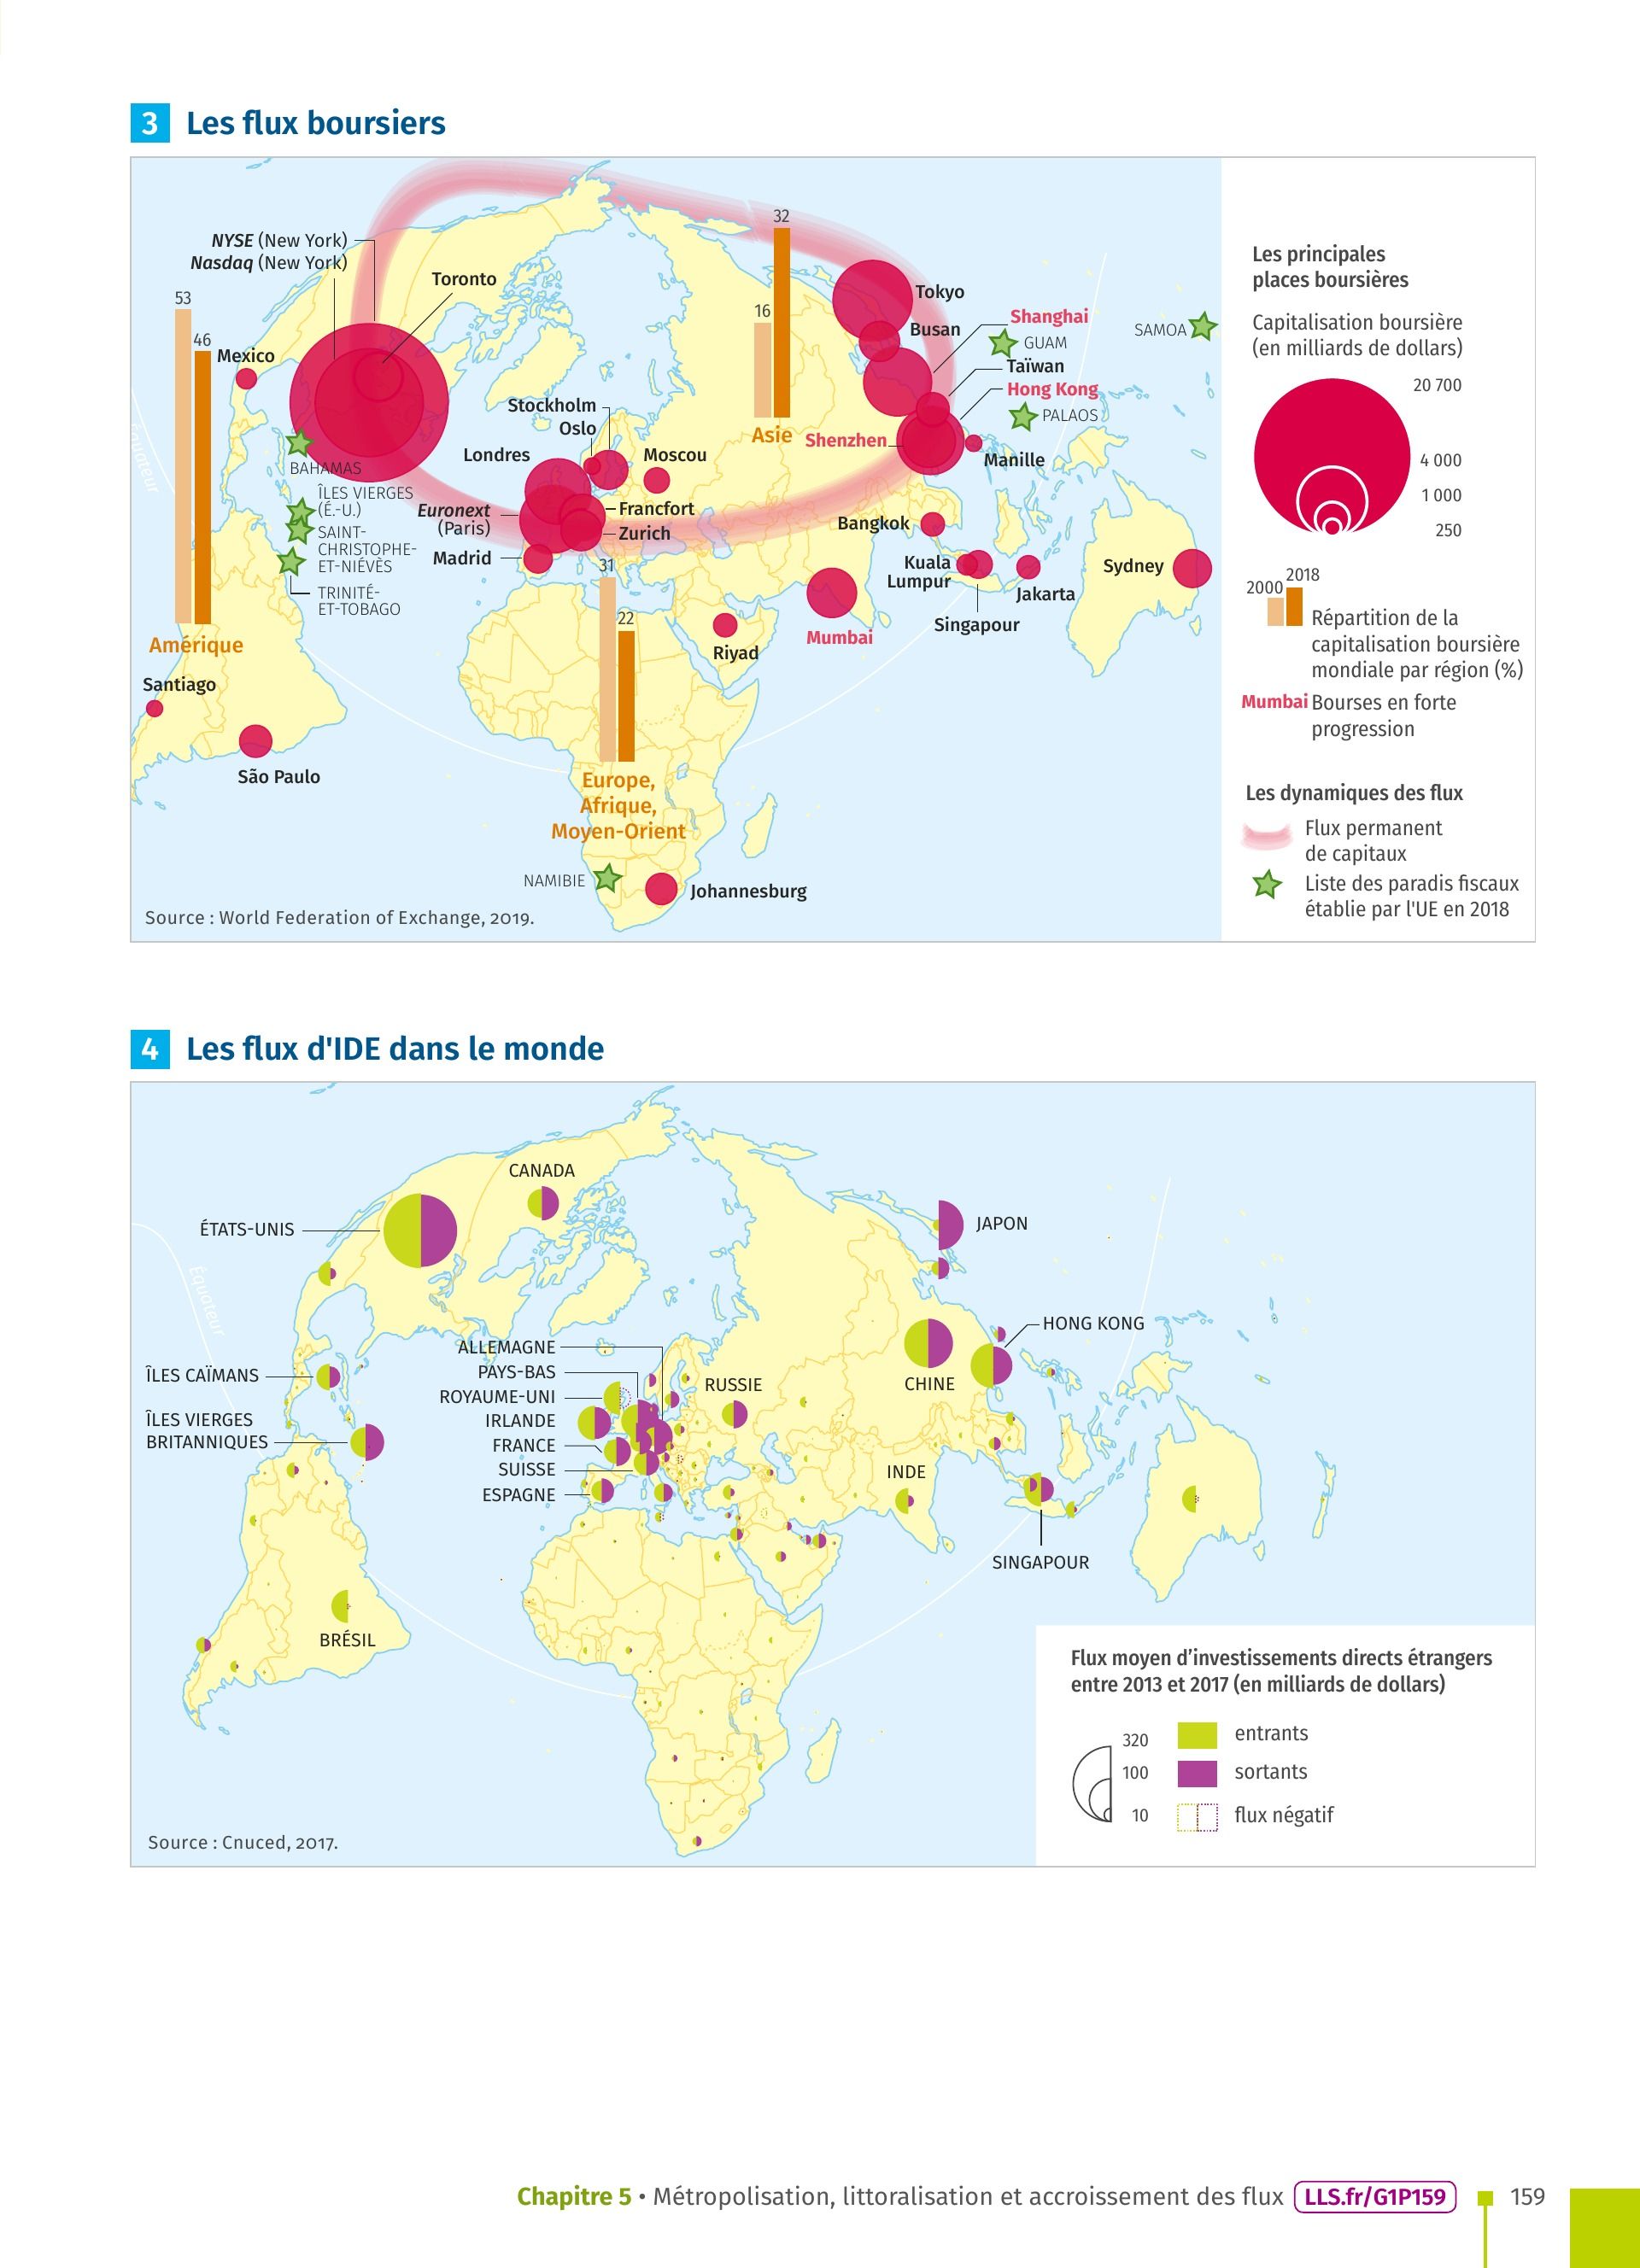 3 Les flux boursiers
NYSE (New York)
Nasdaq (New York)
Toronto
53
46
Mexico
Équateur
BAHAMAS
ÎLES VIERGES
(É.-U.)
SAINT-
CHRISTOPHE-
ET-NIÉVÈS
TRINITÉ-
ET-TOBAGO
Amérique
Santiago
São Paulo
Stockholm
Oslo
Londres
Moscou
Euronext
(Paris)
Francfort
Zurich
Madrid
31
22
Europe,
Afrique,
Moyen-Orient
NAMIBIE
Johannesburg
Riyad
32
16
Asie
Tokyo
Busan
Shanghai
GUAM
Taïwan
Hong Kong
PALAOS
SAMOA
Shenzhen
Manille
Bangkok
Kuala
Lumpur
Jakarta
Singapour
Mumbai
Sydney
Source : World Federation of Exchange, 2019.
Les principales
places boursières
Capitalisation boursière
(en milliards de dollars)
20 700
4 000
1 000
250
2000
2018
Répartition de la
capitalisation boursière
mondiale par région (%)
Mumbai Bourses en forte
progression
Les dynamiques des flux
Flux permanent
de capitaux
Liste des paradis fiscaux
établie par l'UE en 2018
4 Les flux d'IDE dans le monde
CANADA
ÉTATS-UNIS
Équateur
ÎLES CAÏMANS
ÎLES VIERGES
BRITANNIQUES
BRÉSIL
ALLEMAGNE
PAYS-BAS
ROYAUME-UNI
IRLANDE
FRANCE
SUISSE
ESPAGNE
RUSSIE
JAPON
HONG KONG
CHINE
INDE
SINGAPOUR
Flux moyen d'investissements directs étrangers
entre 2013 et 2017 (en milliards de dollars)
320
100
10
entrants
sortants
flux négatif
Source : Cnuced, 2017.
Chapitre 5 • Métropolisation, littoralisation et accroissement des flux LLS.fr/G1P159 159